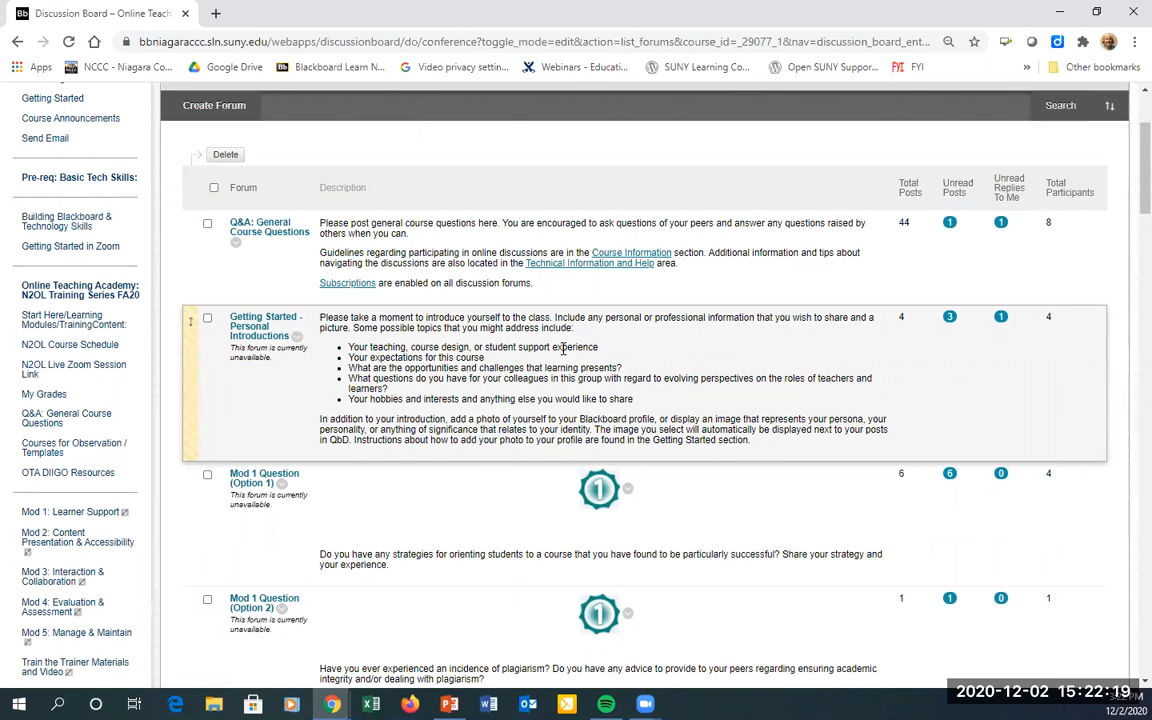 Bb Discussion Board – Online Teach
bbniagaraccc.sln.suny.edu/webapps/discussionboard/do/conference?toggle_mode=edit&action=list_forums&course_id=_29077_1&nav=discussion_board_ent...
Apps NCCC - Niagara Co... Google Drive Blackboard Learn N... Video privacy settin... Webinars - Educati... SUNY Learning Co... Open SUNY Suppor... FYI FYI » Other bookmarks
Getting Started
Course Announcements
Send Email
Pre-req: Basic Tech Skills:
Building Blackboard &
Technology Skills
Getting Started in Zoom
Online Teaching Academy:
N2OL Training Series FA20
Start Here/Learning
Modules/TrainingContent:
N2OL Course Schedule
N2OL Live Zoom Session
Link
My Grades
Q&A: General Course
Questions
Courses for Observation /
Templates
OTA DIIGO Resources
Mod 1: Learner Support
Mod 2: Content
Presentation & Accessibility
Mod 3: Interaction &
Collaboration
Mod 4: Evaluation &
Assessment
Mod 5: Manage & Maintain
Train the Trainer Materials
and Video
Create Forum Search
Delete
Forum Description Total
Posts Unread
Posts Unread
Replies
To Me Total
Participants
Q&A: General
Course Questions
Please post general course questions here. You are encouraged to ask questions of your peers and answer any questions raised by
others when you can.
Guidelines regarding participating in online discussions are in the Course Information section. Additional information and tips about
navigating the discussions are also located in the Technical Information and Help area.
Subscriptions are enabled on all discussion forums.
44 1 1 8
Getting Started -
Personal
Introductions
This forum is currently
unavailable.
Please take a moment to introduce yourself to the class. Include any personal or professional information that you wish to share and a
picture. Some possible topics that you might address include:
• Your teaching, course design, or student support experience
• Your expectations for this course
• What are the opportunities and challenges that learning presents?
• What questions do you have for your colleagues in this group with regard to evolving perspectives on the roles of teachers and
learners?
• Your hobbies and interests and anything else you would like to share
In addition to your introduction, add a photo of yourself to your Blackboard profile, or display an image that represents your persona, your
personality, or anything of significance that relates to your identity. The image you select will automatically be displayed next to your posts
in QbD. Instructions about how to add your photo to your profile are found in the Getting Started section.
4 3 1 4
Mod 1 Question
(Option 1)
This forum is currently
unavailable.
1
Do you have any strategies for orienting students to a course that you have found to be particularly successful? Share your strategy and
your experience.
6 6 0 4
Mod 1 Question
(Option 2)
This forum is currently
unavailable.
1
Have you ever experienced an incidence of plagiarism? Do you have any advice to provide to your peers regarding ensuring academic
integrity and/or dealing with plagiarism?
1 1 0 1
2020-12-02 15:22:19
12/2/2020